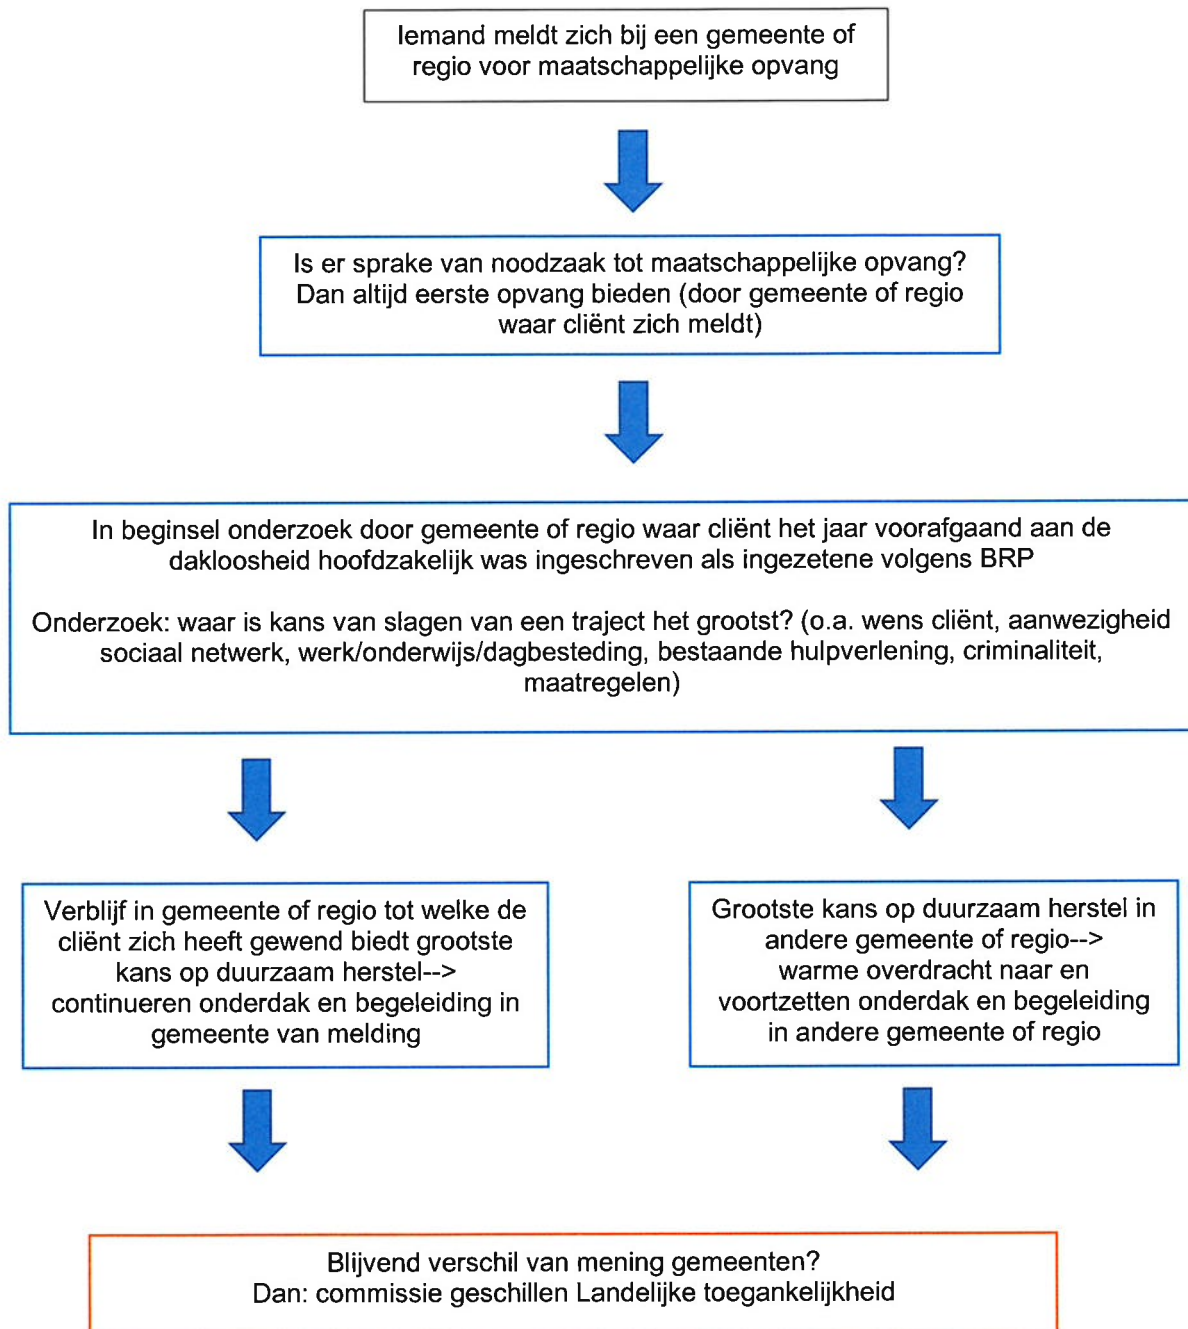 Iemand meldt zich bij een gemeente of
regio voor maatschappelijke opvang
Is er sprake van noodzaak tot maatschappelijke opvang?
Dan altijd eerste opvang bieden (door gemeente of regio
waar cliënt zich meldt)
In beginsel onderzoek door gemeente of regio waar cliënt het jaar voorafgaand aan de
dakloosheid hoofdzakelijk was ingeschreven als ingezetene volgens BRP
Onderzoek: waar is kans van slagen van een traject het grootst? (o.a. wens cliënt, aanwezigheid
sociaal netwerk, werk/onderwijs/dagbesteding, bestaande hulpverlening, criminaliteit,
maatregelen)
Verblijf in gemeente of regio tot welke de
cliënt zich heeft gewend biedt grootste
kans op duurzaam herstel-->
continueren onderdak en begeleiding in
gemeente van melding
Grootste kans op duurzaam herstel in
andere gemeente of regio-->
warme overdracht naar en
voortzetten onderdak en begeleiding
in andere gemeente of regio
Blijvend verschil van mening gemeenten?
Dan: commissie geschillen Landelijke toegankelijkheid